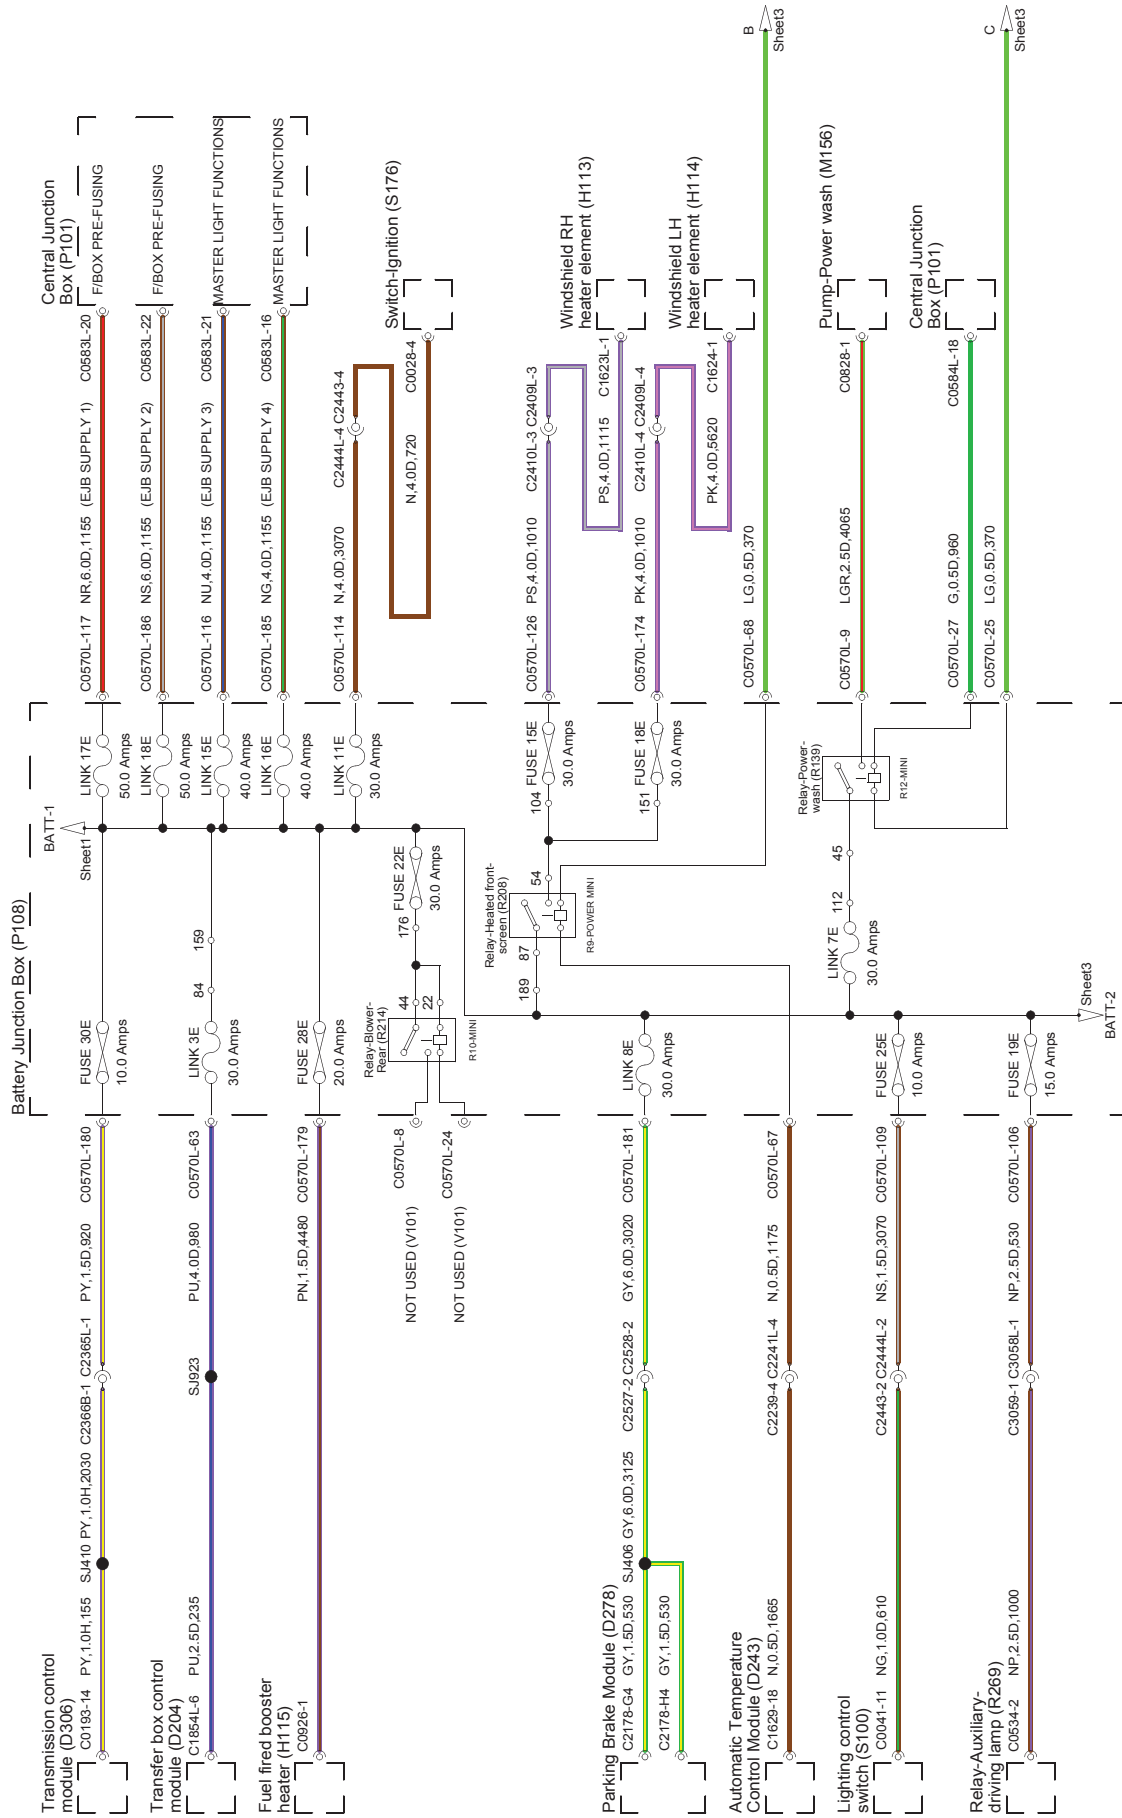 Battery Junction Box (P108)
BATT-1
Sheet1
Transmission control
module (D306)
C0193-14
PY,1.0H,155
SJ410
PY,1.0H,2030
C2366B-1
C2365L-1
PY,1.5D,920
C0570L-180
FUSE 30E
10.0 Amps
LINK 17E
50.0 Amps
C0570L-117
NR,6.0D,1155
(EJB SUPPLY 1)
C0583L-20
Central Junction
Box (P101)
F/BOX PRE-FUSING
LINK 18E
50.0 Amps
C0570L-186
NS,6.0D,1155
(EJB SUPPLY 2)
C0583L-22
F/BOX PRE-FUSING
Transfer box control
module (D204)
C1854L-6
PU,2.5D,235
SJ923
PU,4.0D,980
C0570L-63
LINK 3E
30.0 Amps
84
159
LINK 15E
40.0 Amps
C0570L-116
NU,4.0D,1155
(EJB SUPPLY 3)
C0583L-21
MASTER LIGHT FUNCTIONS
LINK 16E
40.0 Amps
C0570L-185
NG,4.0D,1155
(EJB SUPPLY 4)
C0583L-16
MASTER LIGHT FUNCTIONS
Fuel fired booster
heater (H115)
C0926-1
PN,1.5D,4480
C0570L-179
FUSE 28E
20.0 Amps
LINK 11E
30.0 Amps
C0570L-114
N,4.0D,3070
C2444L-4
C2443-4
N,4.0D,720
C0028-4
Switch-Ignition (S176)
NOT USED (V101)
C0570L-8
NOT USED (V101)
C0570L-24
Relay-Blower-
Rear (R214)
44
22
R10-MINI
176
FUSE 22E
30.0 Amps
Relay-Heated front-
screen (R208)
189
87
54
R9-POWER MINI
104
FUSE 15E
30.0 Amps
C0570L-126
PS,4.0D,1010
C2410L-3
C2409L-3
PS,4.0D,1115
C1623L-1
Windshield RH
heater element (H113)
151
FUSE 18E
30.0 Amps
C0570L-174
PK,4.0D,1010
C2410L-4
C2409L-4
PK,4.0D,5620
C1624-1
Windshield LH
heater element (H114)
Parking Brake Module (D278)
C2178-G4
GY,1.5D,530
C2178-H4
GY,1.5D,530
SJ406
GY,6.0D,3125
C2527-2
C2528-2
GY,6.0D,3020
C0570L-181
LINK 8E
30.0 Amps
C0570L-68
LG,0.5D,370
B
Sheet3
Automatic Temperature
Control Module (D243)
C1629-18
N,0.5D,1665
C2239-4
C2241L-4
N,0.5D,1175
C0570L-67
LINK 7E
30.0 Amps
112
45
Relay-Power-
wash (R139)
R12-MINI
C0570L-9
LGR,2.5D,4065
C0828-1
Pump-Power wash (M156)
Lighting control
switch (S100)
C0041-11
NG,1.0D,610
C2443-2
C2444L-2
NS,1.5D,3070
C0570L-109
FUSE 25E
10.0 Amps
C0570L-27
G,0.5D,960
C0584L-18
Central Junction
Box (P101)
C0570L-25
LG,0.5D,370
C
Sheet3
Relay-Auxiliary-
driving lamp (R269)
C0534-2
NP,2.5D,1000
C3059-1
C3058L-1
NP,2.5D,530
C0570L-106
FUSE 19E
15.0 Amps
Sheet3
BATT-2